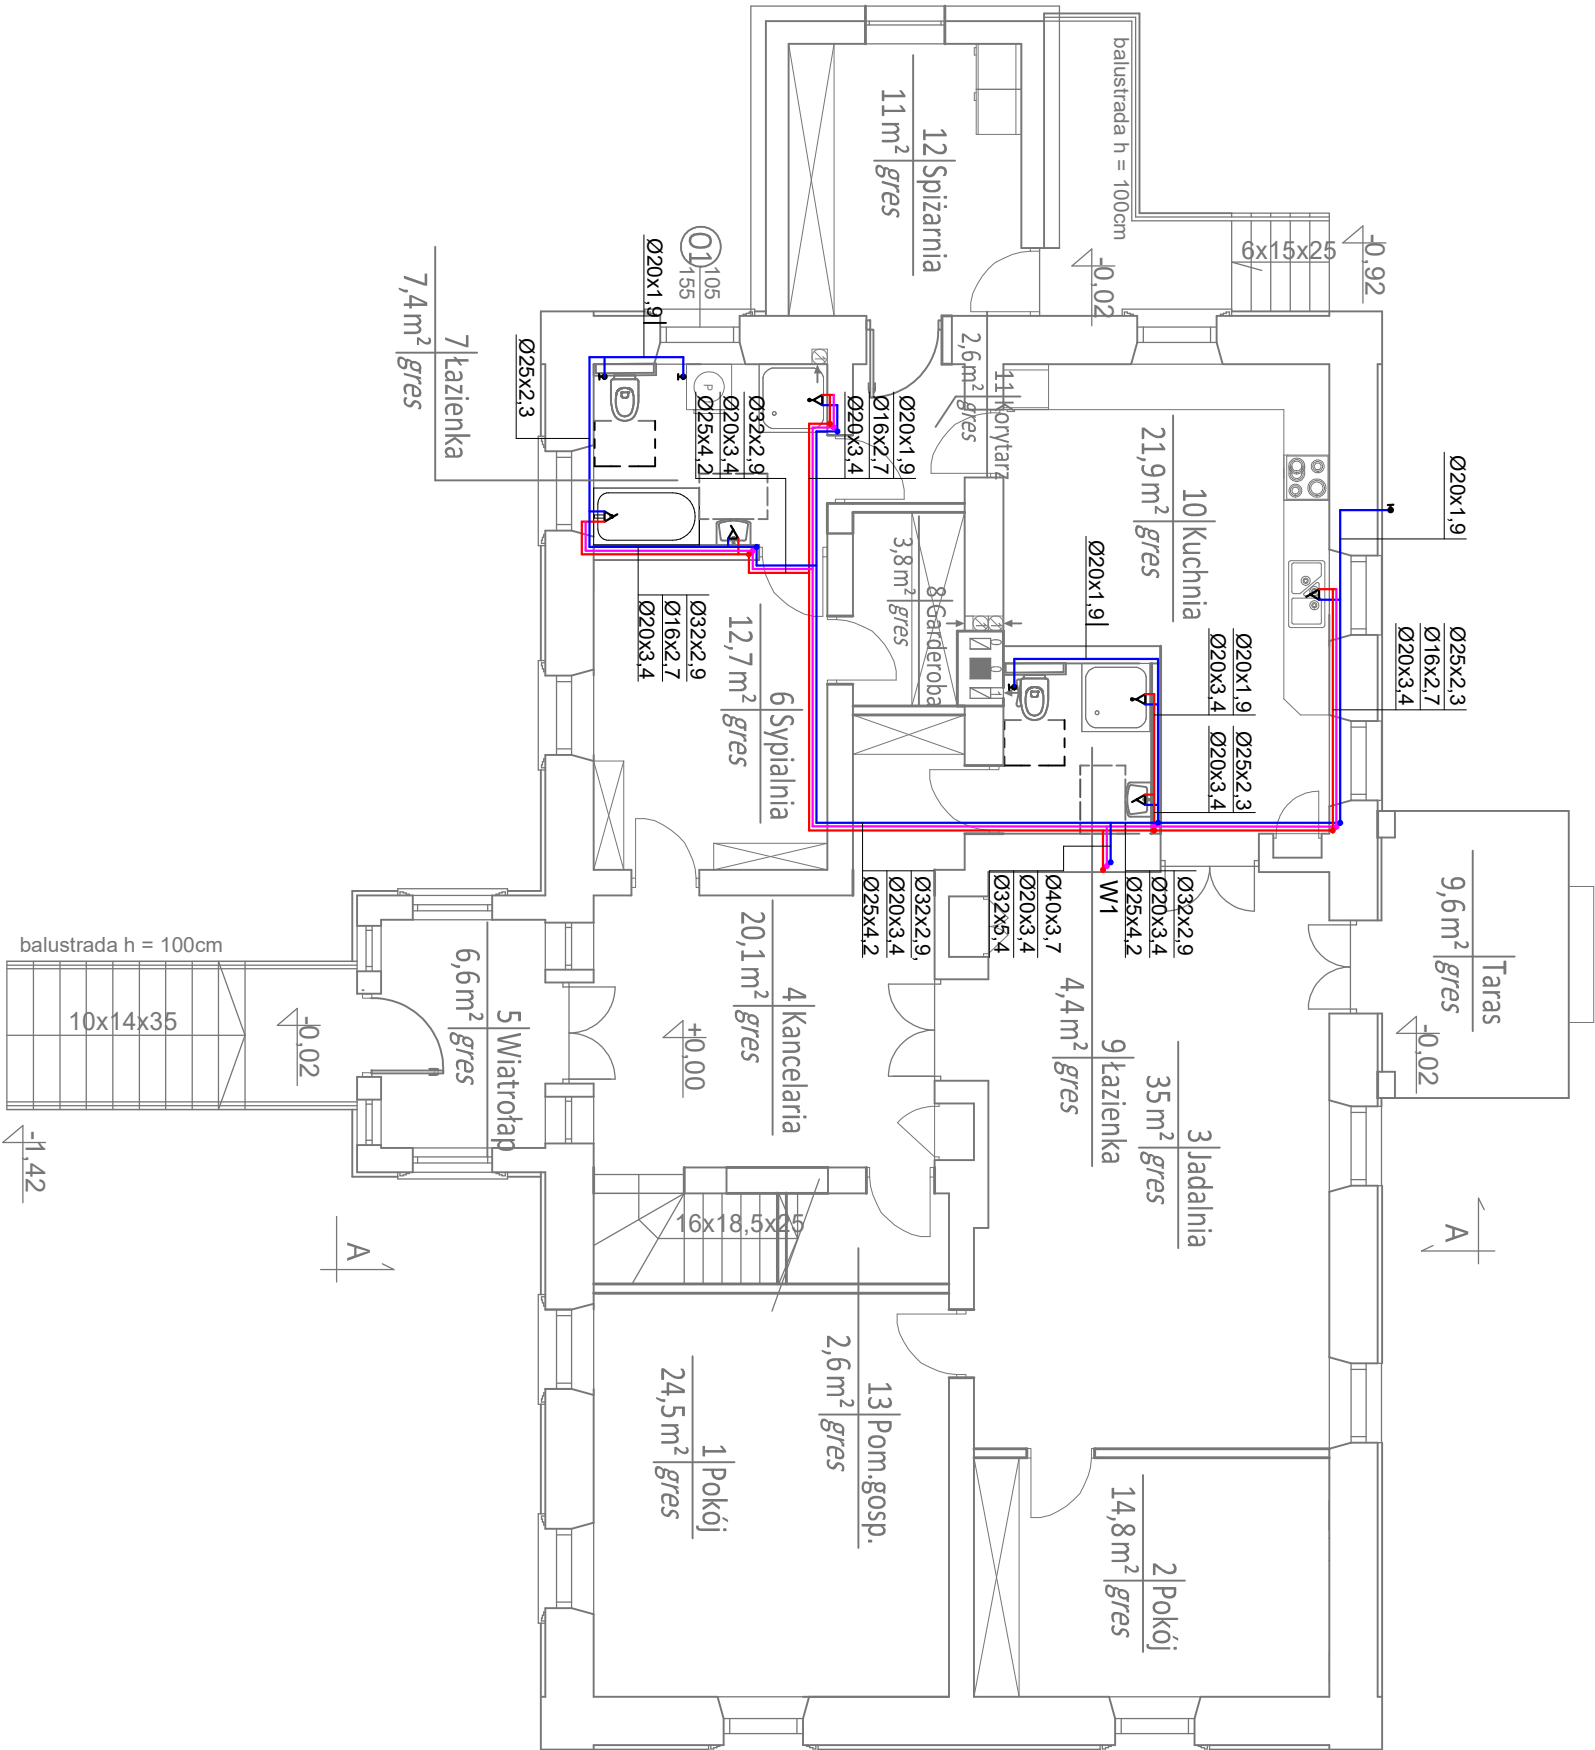 balustrada h = 100cm
6x15x25
-0,92
-0,02
12 Spiżarnia
11 m² gres
O1
105
155
Ø20x1,9
7 Łazienka
7,4 m² gres
Ø25x2,3
P
Ø32x2,9
Ø20x3,4
Ø25x4,2
Ø20x1,9
Ø16x2,7
Ø20x3,4
11 Korytarz
2,6 m² gres
10 Kuchnia
21,9 m² gres
Ø20x1,9
Ø25x2,3
Ø16x2,7
Ø20x3,4
8 Garderoba
3,8 m² gres
Ø20x1,9
Ø20x1,9
Ø20x3,4
Ø25x2,3
Ø20x3,4
Ø32x2,9
Ø16x2,7
Ø20x3,4
6 Sypialnia
12,7 m² gres
Ø32x2,9,
Ø20x3,4
Ø25x4,2
Ø40x3,7
Ø20x3,4
Ø32x5,4
W1
Ø32x2,9
Ø20x3,4
Ø25x4,2
Taras
9,6 m² gres
-0,02
4 Kancelaria
20,1 m² gres
+0,00
5 Wiatrołap
6,6 m² gres
balustrada h = 100cm
10x14x35
-0,02
-1,42
9 Łazienka
4,4 m² gres
3 Jadalnia
35 m² gres
A
A
16x18,5x25
13 Pom.gosp.
2,6 m² gres
1 Pokój
24,5 m² gres
2 Pokój
14,8 m² gres